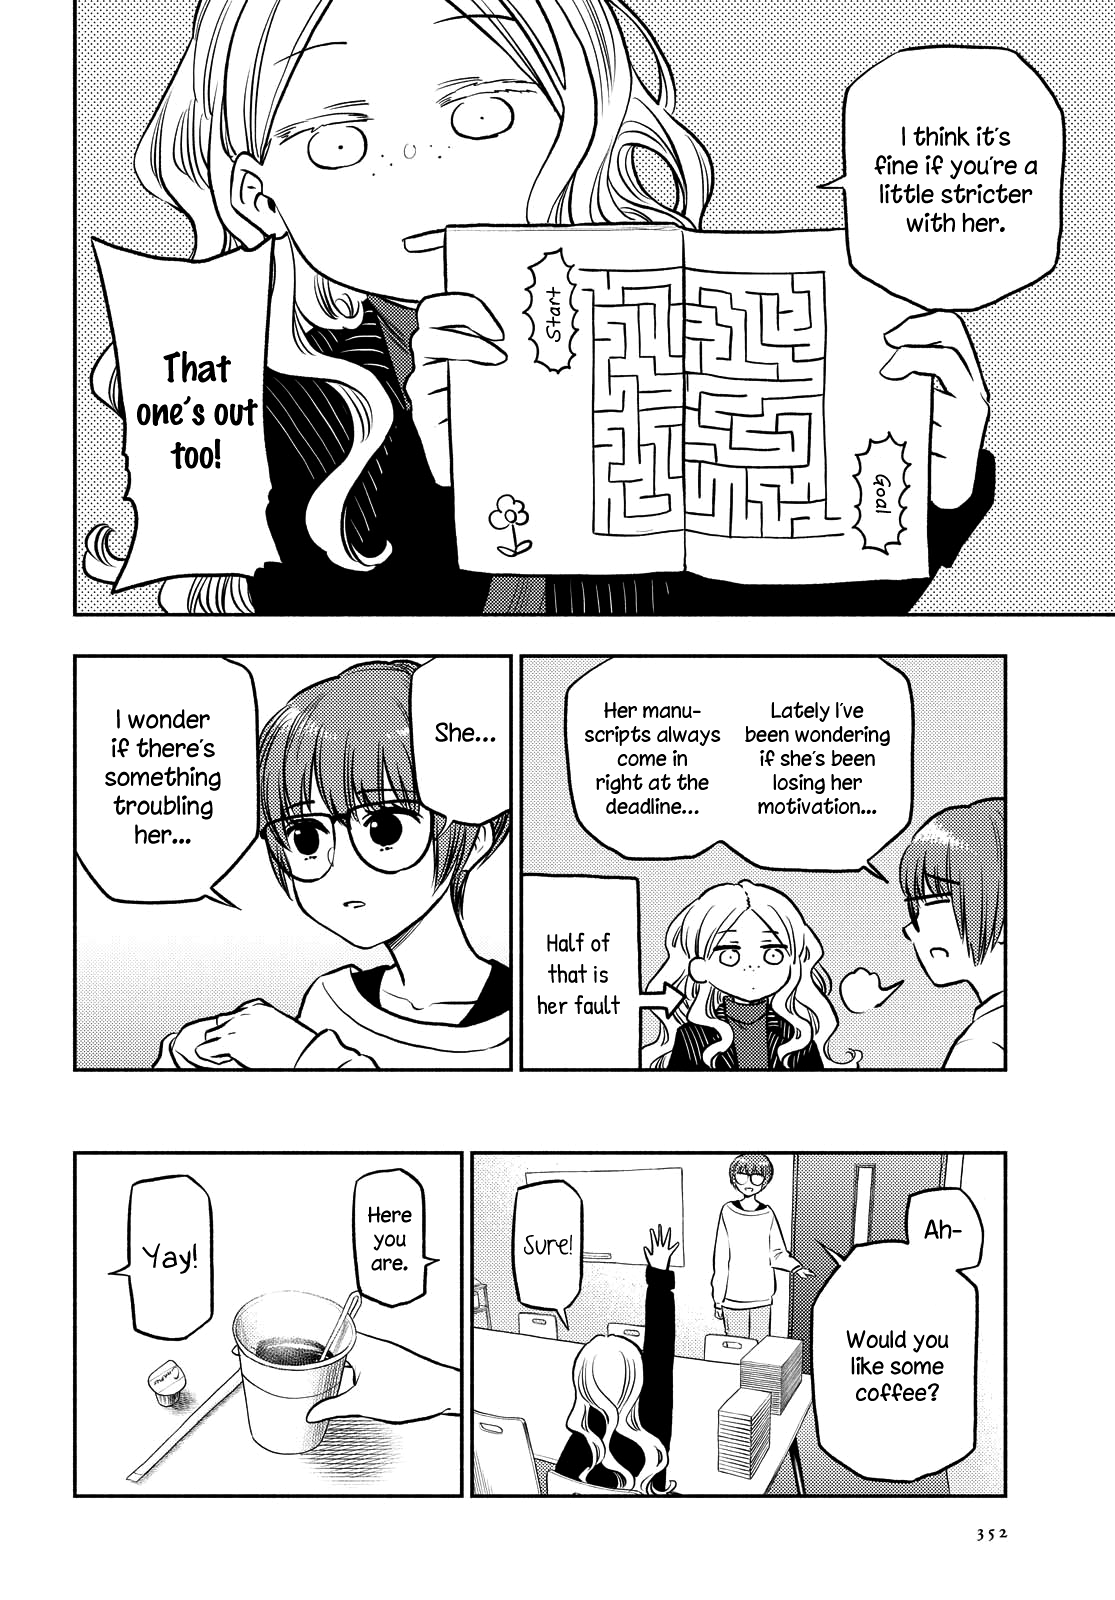 I think it's
fine if you're a
little stricter
with her.
Start
Goal
That
one's out
too!
Lately I've
been wondering
if she's been
losing her
motivation...
Her manu-
scripts always
come in
right at the
deadline...
Half of
that is
her fault
She...
I wonder
if there's
something
troubling
her...
Ah-
Would you
like some
coffee?
Sure!
Here
you
are.
Yay!
352